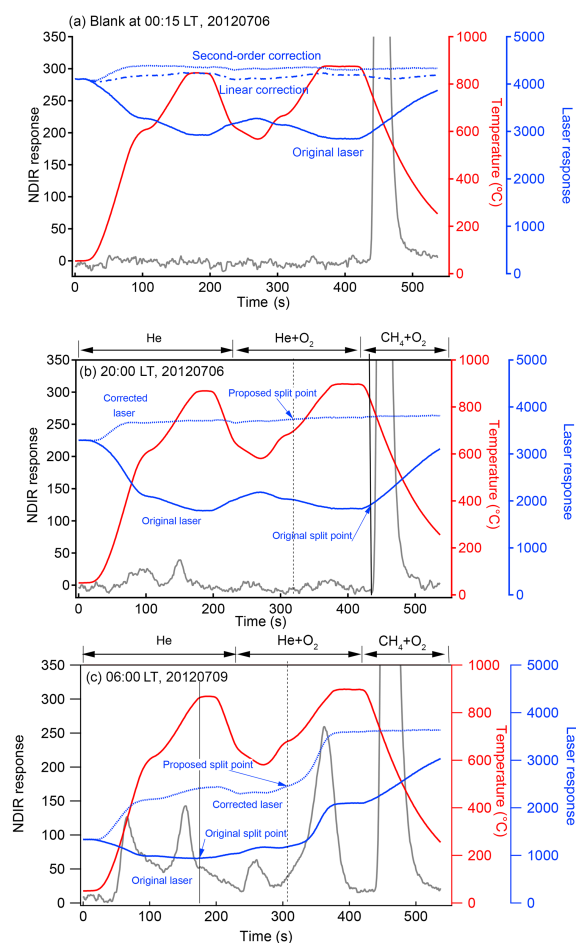 (a) Blank at 00:15 LT, 20120706
350
300
250
200
150
100
50
0
NDIR response
Second-order correction
Linear correction
Original laser
1000
800
600
400
200
0
Temperature (ºC)
5000
4000
3000
2000
1000
0
Laser response
0
100
200
300
400
500
Time (s)
He
He+O₂
CH₄+O₂
(b) 20:00 LT, 20120706
350
300
250
200
150
100
50
0
NDIR response
Corrected
laser
Proposed split point
Original laser
Original split point
1000
800
600
400
200
0
Temperature (°C)
5000
4000
3000
2000
1000
0
Laser response
0
100
200
300
400
500
Time (s)
He
He+O₂
CH₄+O₂
(c) 06:00 LT, 20120709
350
300
250
200
150
100
50
0
NDIR response
Proposed split point
Corrected laser
Original split point
Original laser
1000
800
600
400
200
0
Temperature (°C)
5000
4000
3000
2000
1000
0
Laser response
0
100
200
300
400
500
Time (s)